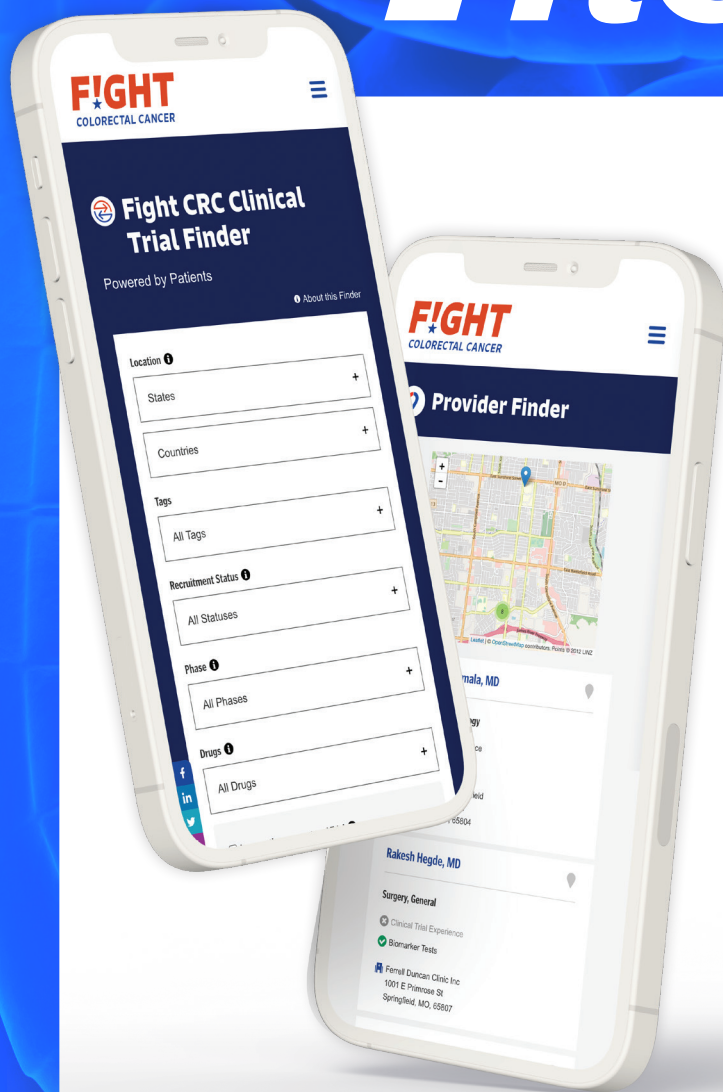 F!GHT
COLORECTAL CANCER
Fight CRC Clinical
Trial Finder
Powered by Patients
About this Finder
Location
States
+
Countries
+
Tags
All Tags
+
Recruitment Status
All Statuses
+
Phase
All Phases
+
Drugs
All Drugs
+
f
in
F!GHT
COLORECTAL CANCER
Provider Finder
+
-
Leaflet | © OpenStreetMap contributors, Points © 2012 LINZ
MD
65804
Rakesh Hegde, MD
Surgery, General
Clinical Trial Experience
Biomarker Tests
Ferrell Duncan Clinic Inc
1001 E Primrose St
Springfield, MO, 65807